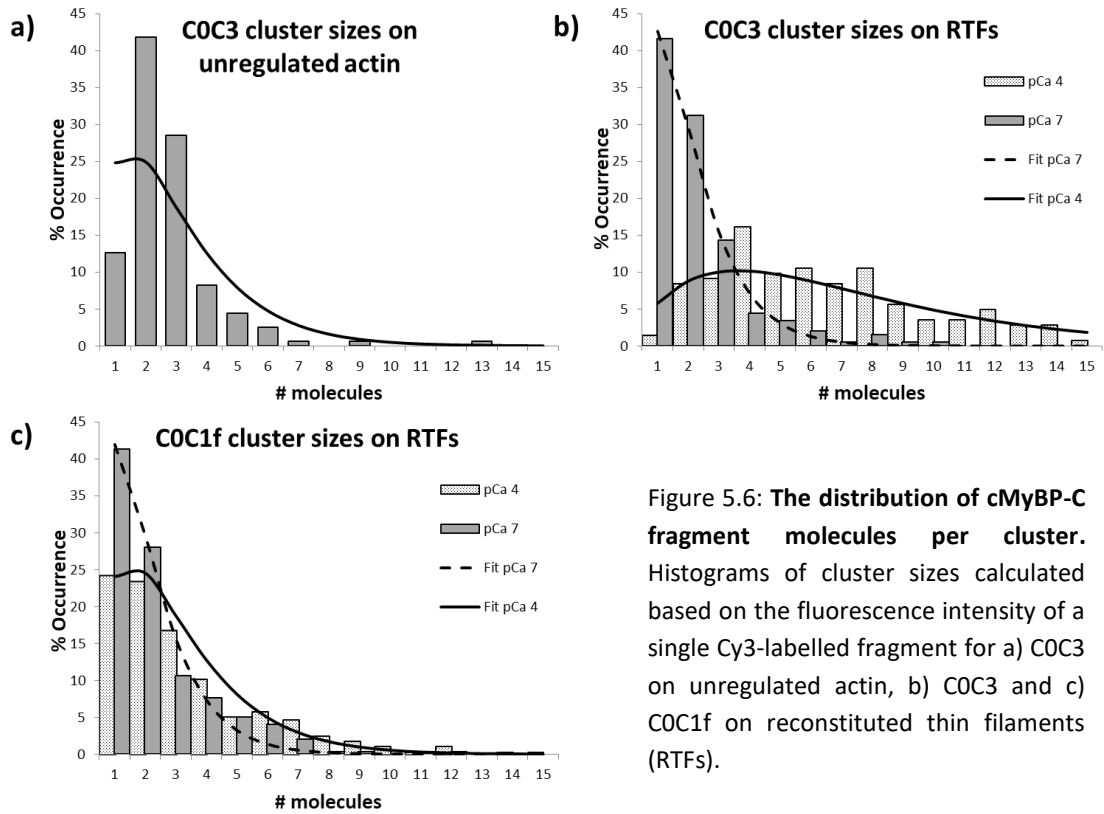 a)
C0C3 cluster sizes on
unregulated actin
% Occurrence
45
40
35
30
25
20
15
10
5
0
1 2 3 4 5 6 7 8 9 10 11 12 13 15
# molecules
b)
C0C3 cluster sizes on RTFs
% Occurrence
45
40
35
30
25
20
15
10
5
0
pCa 4
pCa 7
Fit pCa 7
Fit pCa 4
1 2 3 4 5 6 7 8 9 10 11 12 13 15
# molecules
c)
C0C1f cluster sizes on RTFs
% Occurrence
45
40
35
30
25
20
15
10
5
0
pCa 4
pCa 7
Fit pCa 7
Fit pCa 4
1 2 3 4 5 6 7 8 9 10 11 12 13 15
# molecules
Figure 5.6: The distribution of cMyBP-C
fragment molecules per cluster.
Histograms of cluster sizes calculated
based on the fluorescence intensity of a
single Cy3-labelled fragment for a) C0C3
on unregulated actin, b) C0C3 and c)
C0C1f on reconstituted thin filaments
(RTFs).